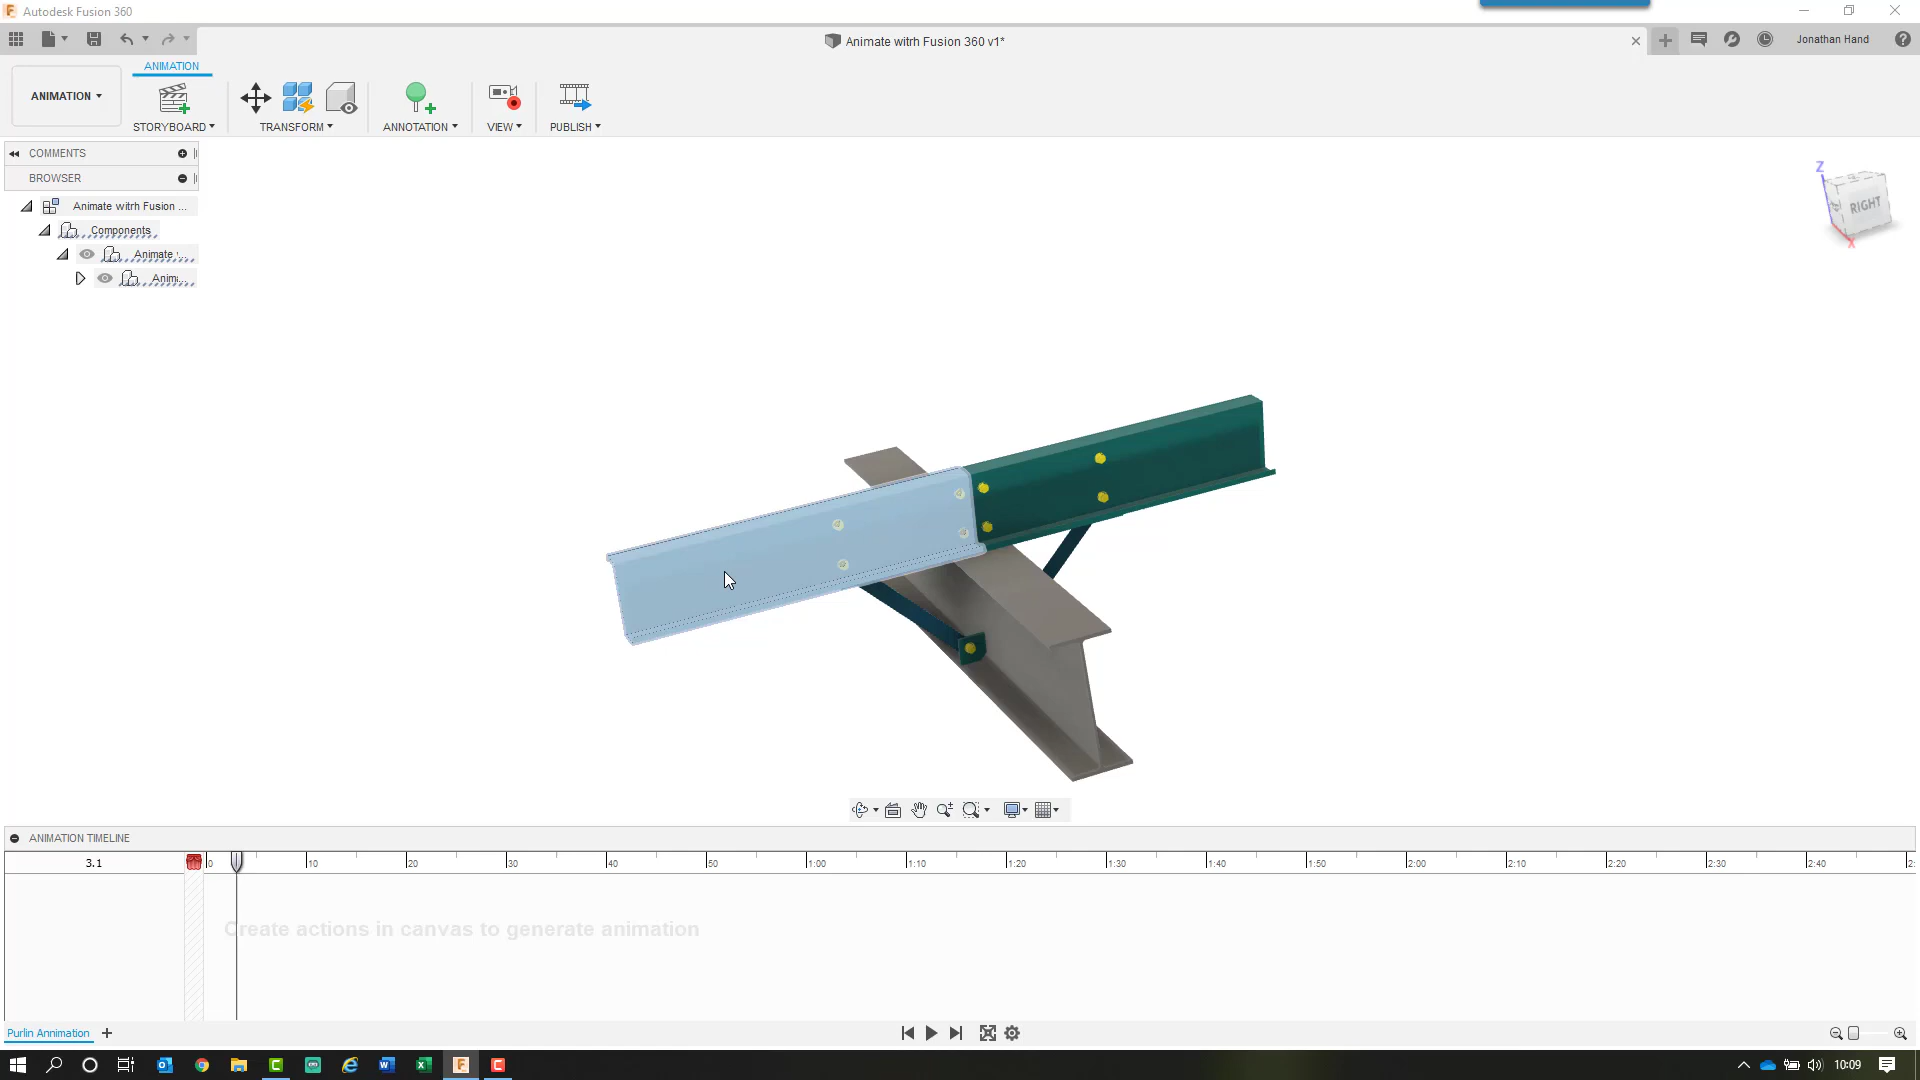 Autodesk Fusion 360
Animate witrh Fusion 360 v1*
Jonathan Hand
ANIMATION
ANIMATION
STORYBOARD
TRANSFORM
ANNOTATION
VIEW
PUBLISH
COMMENTS
BROWSER
Animate witrh Fusion ...
Components
Animate '...
Anim...
Z
RIGHT
X
ANIMATION TIMELINE
3.1
0 10 20 30 40 50 1:00 1:10 1:20 1:30 1:40 1:50 2:00 2:10 2:20 2:30 2:40 2:
Create actions in canvas to generate animation
Purlin Annimation
10:09